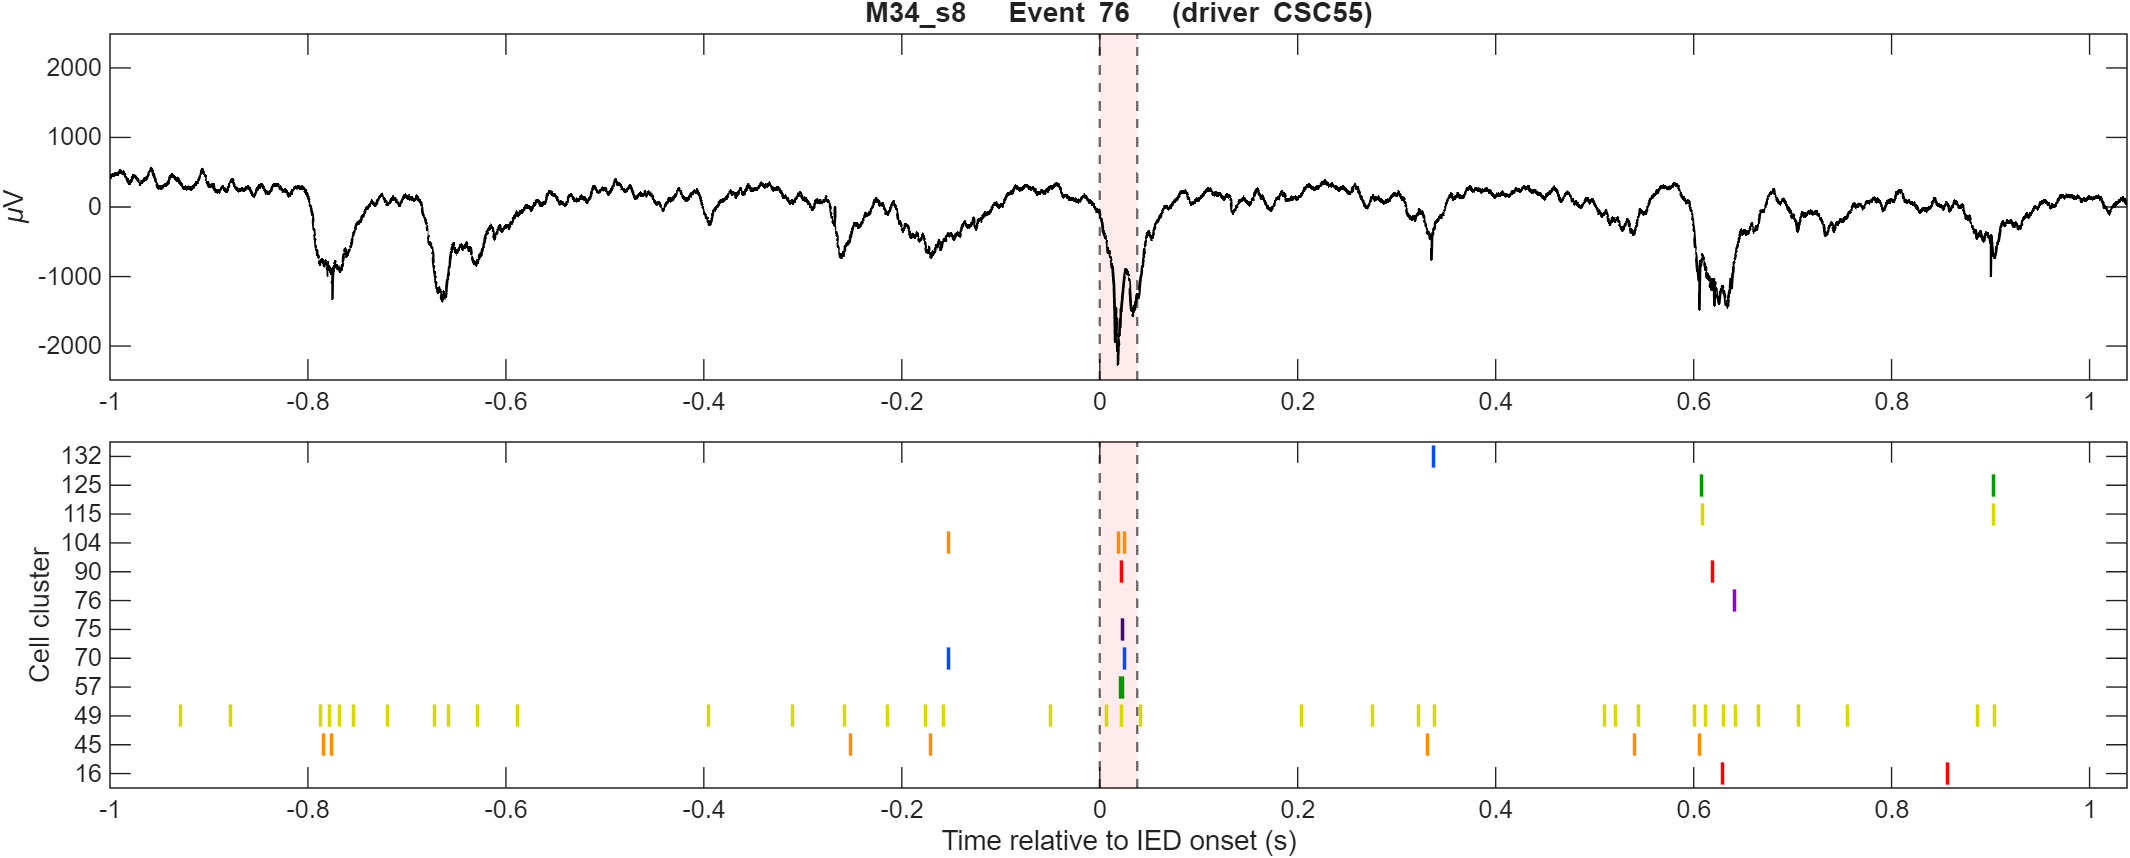 M34_s8 Event 76 (driver CSC55)
2000
1000
0
-1000
-2000
µV
-1 -0.8 -0.6 -0.4 -0.2 0 0.2 0.4 0.6 0.8 1
132
125
115
104
90
76
75
70
57
49
45
16
Cell cluster
-1 -0.8 -0.6 -0.4 -0.2 0 0.2 0.4 0.6 0.8 1
Time relative to IED onset (s)